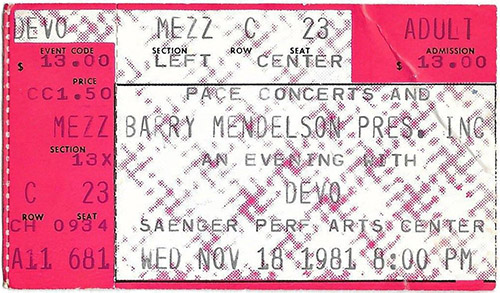 DEVO MEZZ C 23 ADULT
EVENT CODE SECTION ROW SEAT ADMISSION
$ 13.00 LEFT CENTER $ 13.00
PRICE
CC1.50 PACE CONCERTS AND
MEZZ BARRY MENDELSON PRES. INC
SECTION
13X AN EVENING WITH
C 23 DEVO
ROW SEAT
CH 0934 SAENGER PERF. ARTS CENTER
A11 681 WED NOV 18 1981 8:00 PM